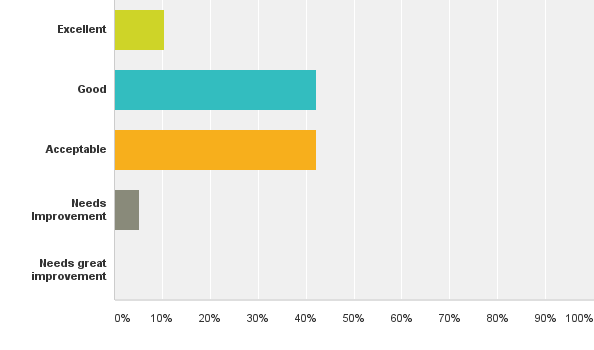 Excellent
Good
Acceptable
Needs
Improvement
Needs great
improvement
0% 10% 20% 30% 40% 50% 60% 70% 80% 90% 100%